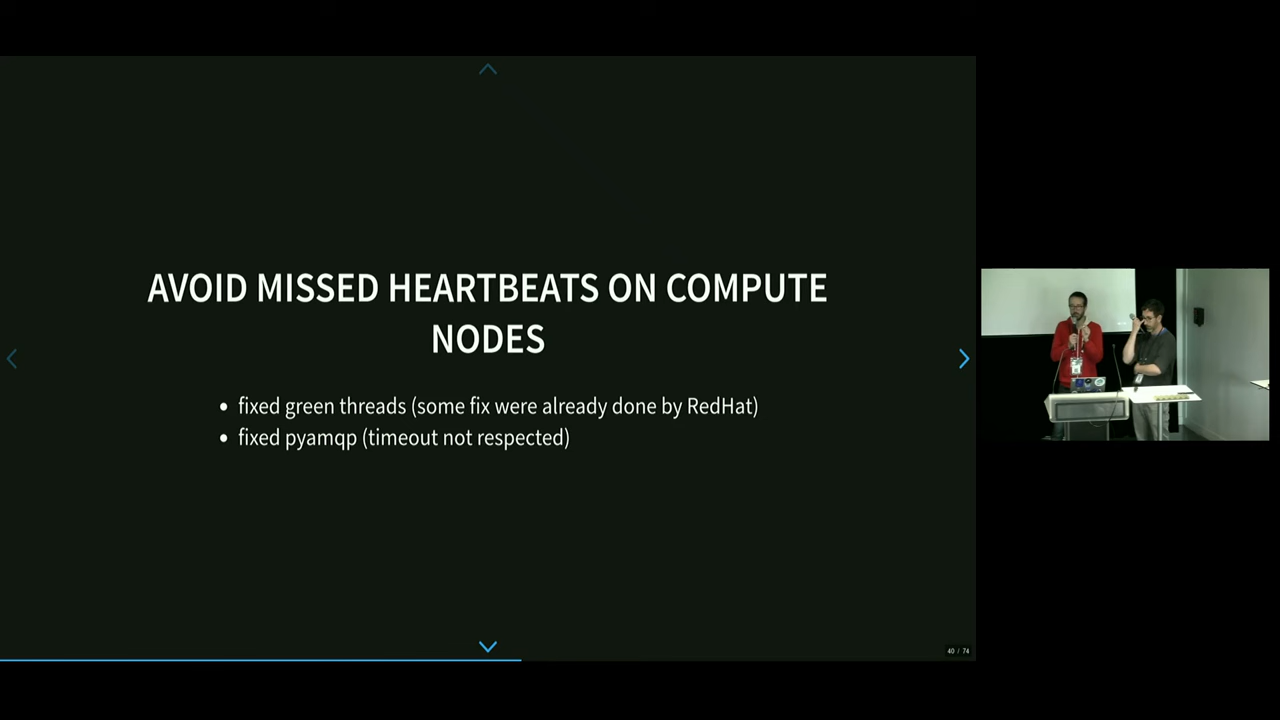 AVOID MISSED HEARTBEATS ON COMPUTE
NODES
• fixed green threads (some fix were already done by RedHat)
• fixed pyamqp (timeout not respected)
40 / 74